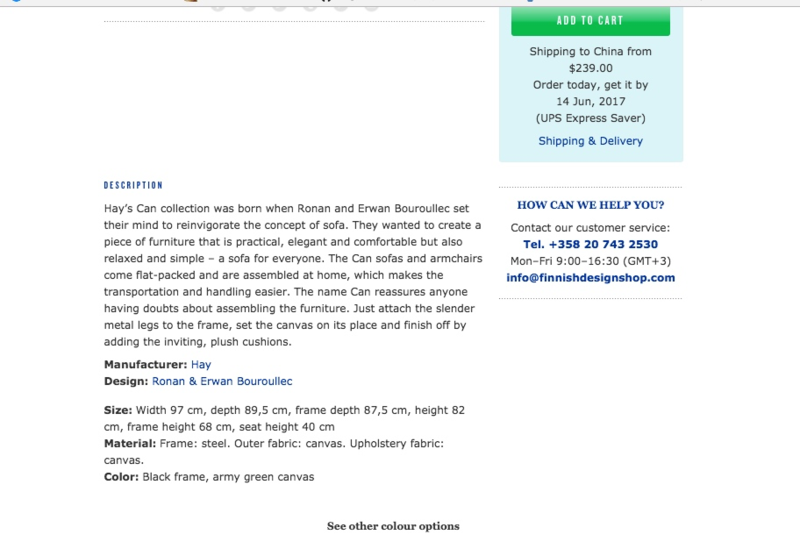 ADD TO CART
Shipping to China from
$239.00
Order today, get it by
14 Jun, 2017
(UPS Express Saver)
Shipping & Delivery
DESCRIPTION
Hay's Can collection was born when Ronan and Erwan Bouroullec set
their mind to reinvigorate the concept of sofa. They wanted to create a
piece of furniture that is practical, elegant and comfortable but also
relaxed and simple – a sofa for everyone. The Can sofas and armchairs
come flat-packed and are assembled at home, which makes the
transportation and handling easier. The name Can reassures anyone
having doubts about assembling the furniture. Just attach the slender
metal legs to the frame, set the canvas on its place and finish off by
adding the inviting, plush cushions.
Manufacturer: Hay
Design: Ronan & Erwan Bouroullec
Size: Width 97 cm, depth 89,5 cm, frame depth 87,5 cm, height 82
cm, frame height 68 cm, seat height 40 cm
Material: Frame: steel. Outer fabric: canvas. Upholstery fabric:
canvas.
Color: Black frame, army green canvas
HOW CAN WE HELP YOU?
Contact our customer service:
Tel. +358 20 743 2530
Mon–Fri 9:00–16:30 (GMT+3)
info@finnishdesignshop.com
See other colour options